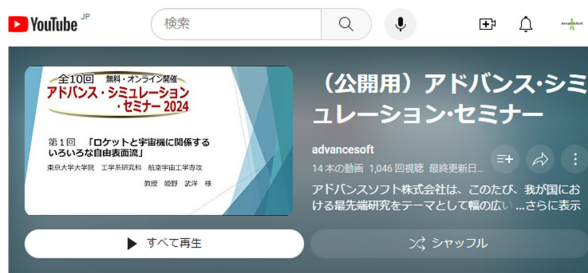 YouTube JP
検索
全10回 無料・オンライン開催
アドバンス・シミュレーション
・セミナー 2024
第1回 「ロケットと宇宙機に関係する
いろいろな自由表面流」
東京大学大学院 工学系研究科 航空宇宙工学専攻
教授 姫野 武洋 様
（公開用）アドバンス・シミ
ュレーション・セミナー
advancesoft
14 本の動画 1,046 回視聴 最終更新日...
アドバンスソフト株式会社は、このたび、我が国にお
ける最先端研究をテーマとして幅の広い ...さらに表示
すべて再生
シャッフル